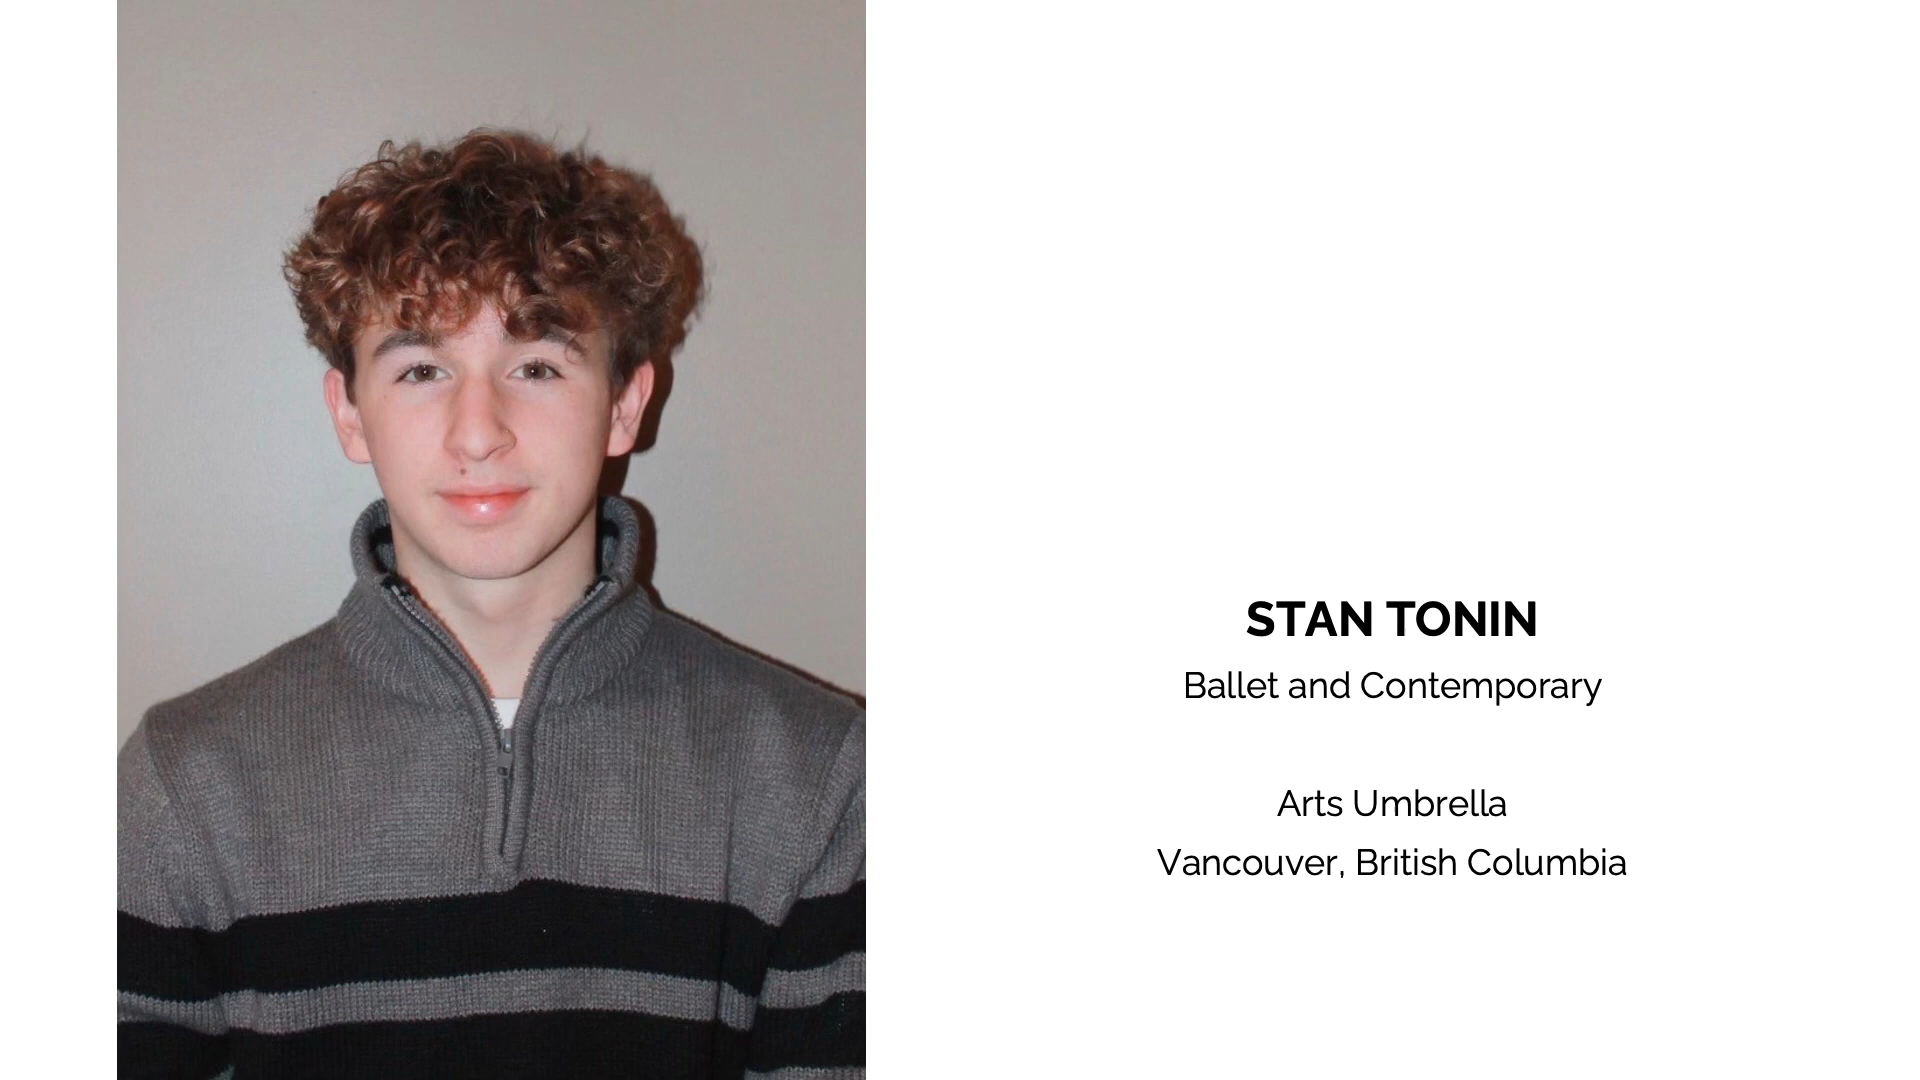 STAN TONIN
Ballet and Contemporary
Arts Umbrella
Vancouver, British Columbia